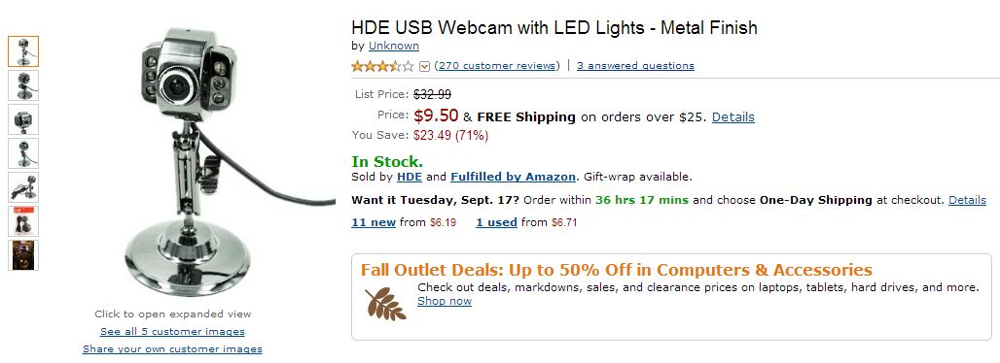 HDE USB Webcam with LED Lights - Metal Finish
by Unknown
(270 customer reviews) | 3 answered questions
List Price: $32.99
Price: $9.50 & FREE Shipping on orders over $25. Details
You Save: $23.49 (71%)
In Stock.
Sold by HDE and Fulfilled by Amazon. Gift-wrap available.
Want it Tuesday, Sept. 17? Order within 36 hrs 17 mins and choose One-Day Shipping at checkout. Details
11 new from $6.19 1 used from $6.71
Fall Outlet Deals: Up to 50% Off in Computers & Accessories
Check out deals, markdowns, sales, and clearance prices on laptops, tablets, hard drives, and more.
Shop now
Click to open expanded view
See all 5 customer images
Share your own customer images